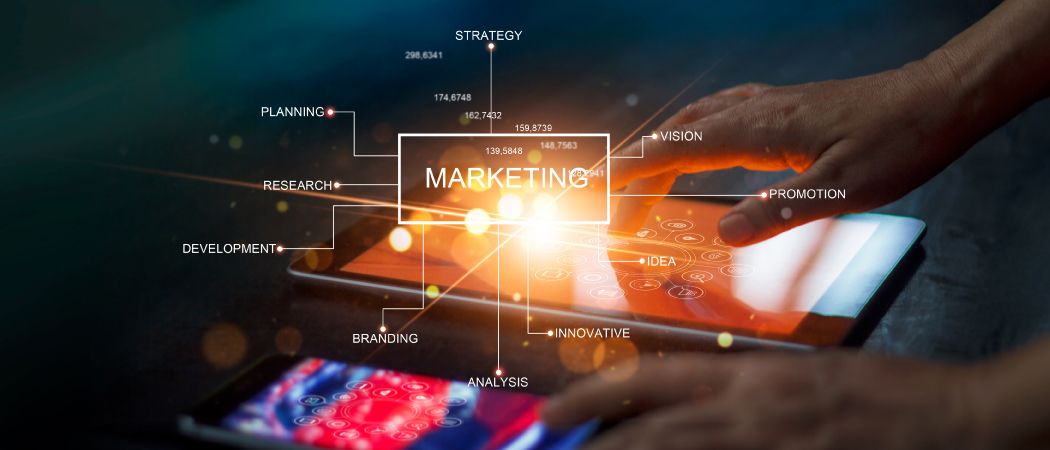 STRATEGY
298,6341
174,6748
PLANNING
162,7432
159,8739
VISION
148,7563
139,5848
MARKETING
RESEARCH
PROMOTION
DEVELOPMENT
IDEA
INNOVATIVE
BRANDING
ANALYSIS